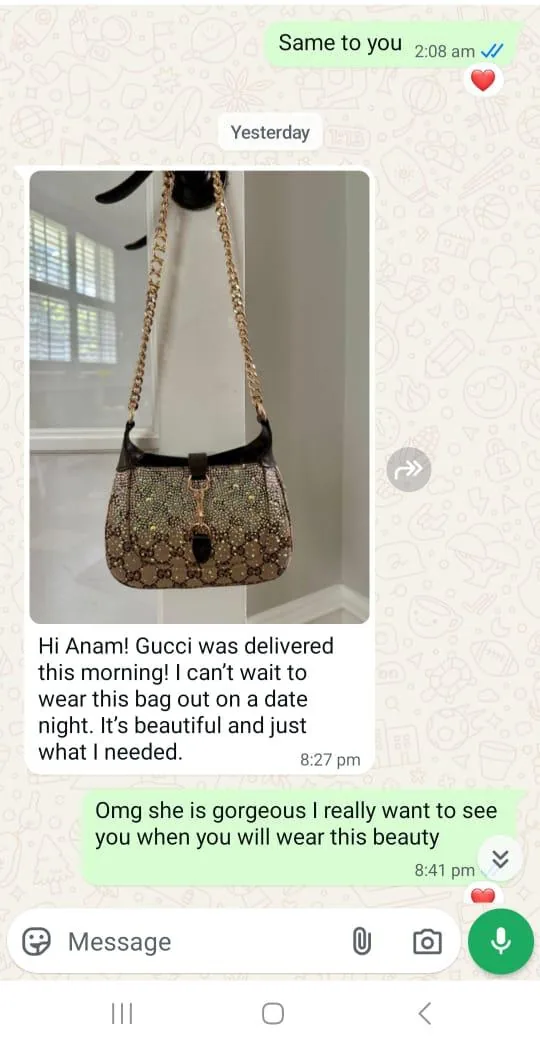 Same to you
2:08 am
Yesterday
Hi Anam! Gucci was delivered
this morning! I can’t wait to
wear this bag out on a date
night. It’s beautiful and just
what I needed.
8:27 pm
Omg she is gorgeous I really want to see
you when you will wear this beauty
8:41 pm
Message